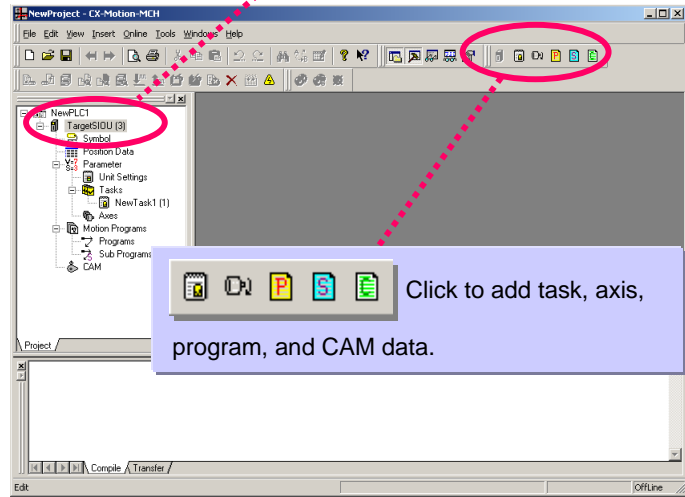 NewProject - CX-Motion-MCH
File Edit View Insert Online Tools Windows Help
NewPLC1
TargetSIOU (3)
Symbol
Position Data
Parameter
Unit Settings
Tasks
NewTask1 (1)
Axes
Motion Programs
Programs
Sub Programs
CAM
P S C
Click to add task, axis,
program, and CAM data.
Project
Compile Transfer
Edit OffLine